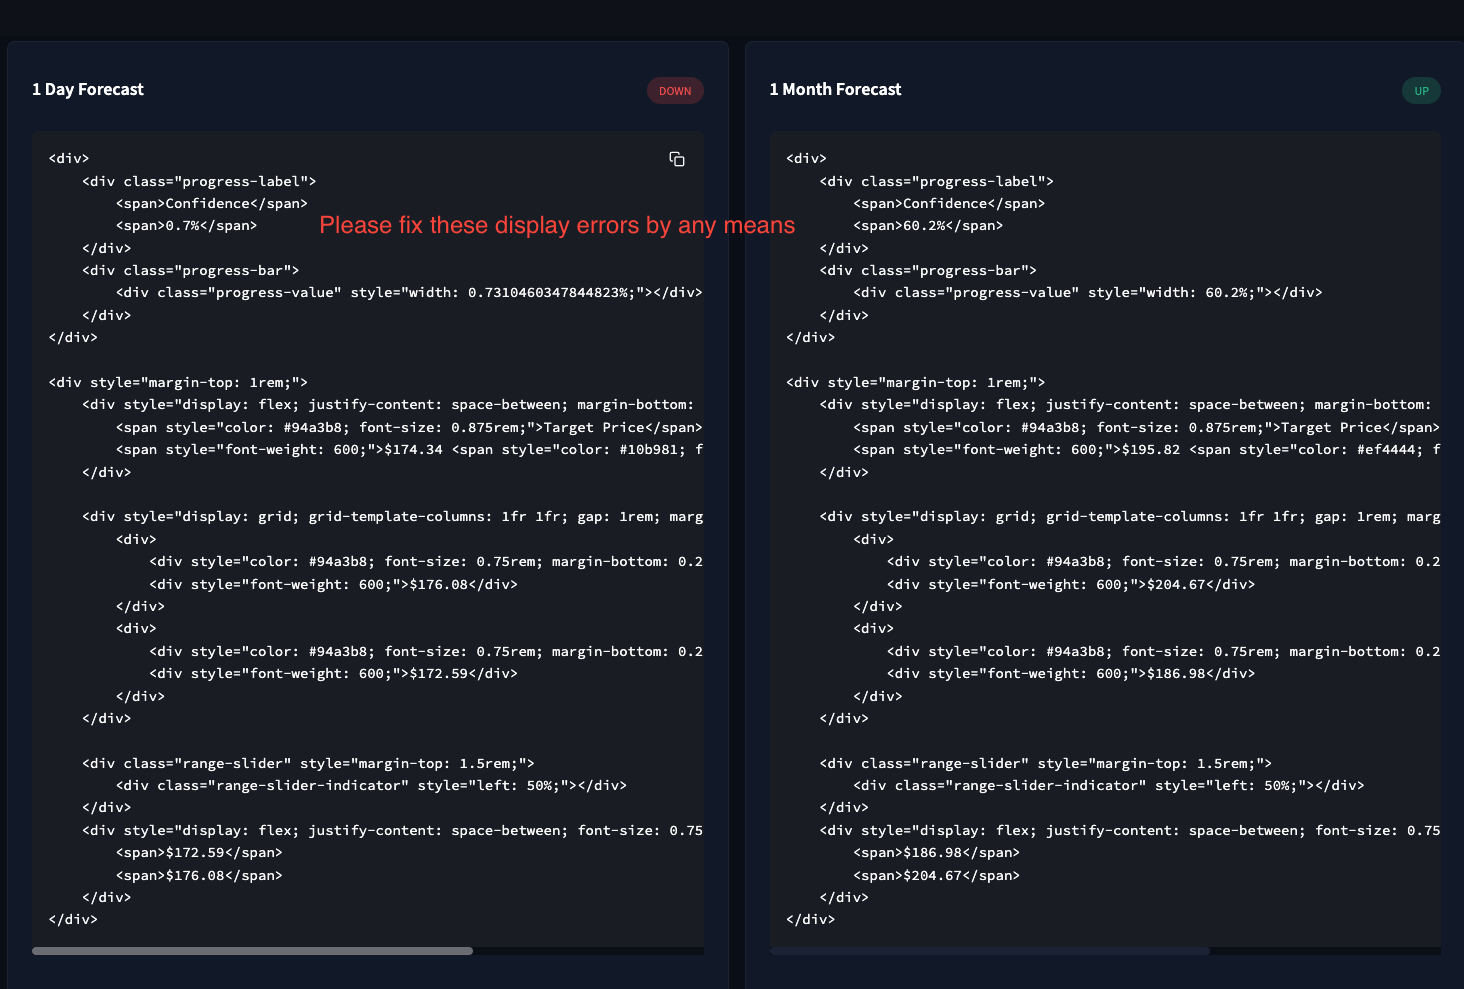 1 Day Forecast
DOWN
<div>
    <div class="progress-label">
        <span>Confidence</span>
        <span>0.7%</span>
    </div>
    <div class="progress-bar">
        <div class="progress-value" style="width: 0.7310460347844823%;"></div>
    </div>
</div>

<div style="margin-top: 1rem;">
    <div style="display: flex; justify-content: space-between; margin-bottom:
        <span style="color: #94a3b8; font-size: 0.875rem;">Target Price</span>
        <span style="font-weight: 600;">$174.34 <span style="color: #10b981; f
    </div>

    <div style="display: grid; grid-template-columns: 1fr 1fr; gap: 1rem; marg
        <div>
            <div style="color: #94a3b8; font-size: 0.75rem; margin-bottom: 0.2
            <div style="font-weight: 600;">$176.08</div>
        </div>
        <div>
            <div style="color: #94a3b8; font-size: 0.75rem; margin-bottom: 0.2
            <div style="font-weight: 600;">$172.59</div>
        </div>
    </div>

    <div class="range-slider" style="margin-top: 1.5rem;">
        <div class="range-slider-indicator" style="left: 50%;"></div>
    </div>
    <div style="display: flex; justify-content: space-between; font-size: 0.75
        <span>$172.59</span>
        <span>$176.08</span>
    </div>
</div>
Please fix these display errors by any means
1 Month Forecast
UP
<div>
    <div class="progress-label">
        <span>Confidence</span>
        <span>60.2%</span>
    </div>
    <div class="progress-bar">
        <div class="progress-value" style="width: 60.2%;"></div>
    </div>
</div>

<div style="margin-top: 1rem;">
    <div style="display: flex; justify-content: space-between; margin-bottom:
        <span style="color: #94a3b8; font-size: 0.875rem;">Target Price</span>
        <span style="font-weight: 600;">$195.82 <span style="color: #ef4444; f
    </div>

    <div style="display: grid; grid-template-columns: 1fr 1fr; gap: 1rem; marg
        <div>
            <div style="color: #94a3b8; font-size: 0.75rem; margin-bottom: 0.2
            <div style="font-weight: 600;">$204.67</div>
        </div>
        <div>
            <div style="color: #94a3b8; font-size: 0.75rem; margin-bottom: 0.2
            <div style="font-weight: 600;">$186.98</div>
        </div>
    </div>

    <div class="range-slider" style="margin-top: 1.5rem;">
        <div class="range-slider-indicator" style="left: 50%;"></div>
    </div>
    <div style="display: flex; justify-content: space-between; font-size: 0.75
        <span>$186.98</span>
        <span>$204.67</span>
    </div>
</div>